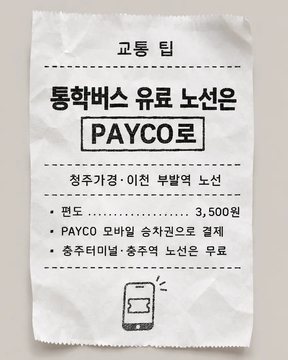 교통 팁
통학버스 유료 노선은
PAYCO로
청주가경·이천 부발역 노선
• 편도 .................. 3,500원
• PAYCO 모바일 승차권으로 결제
• 충주터미널·충주역 노선은 무료